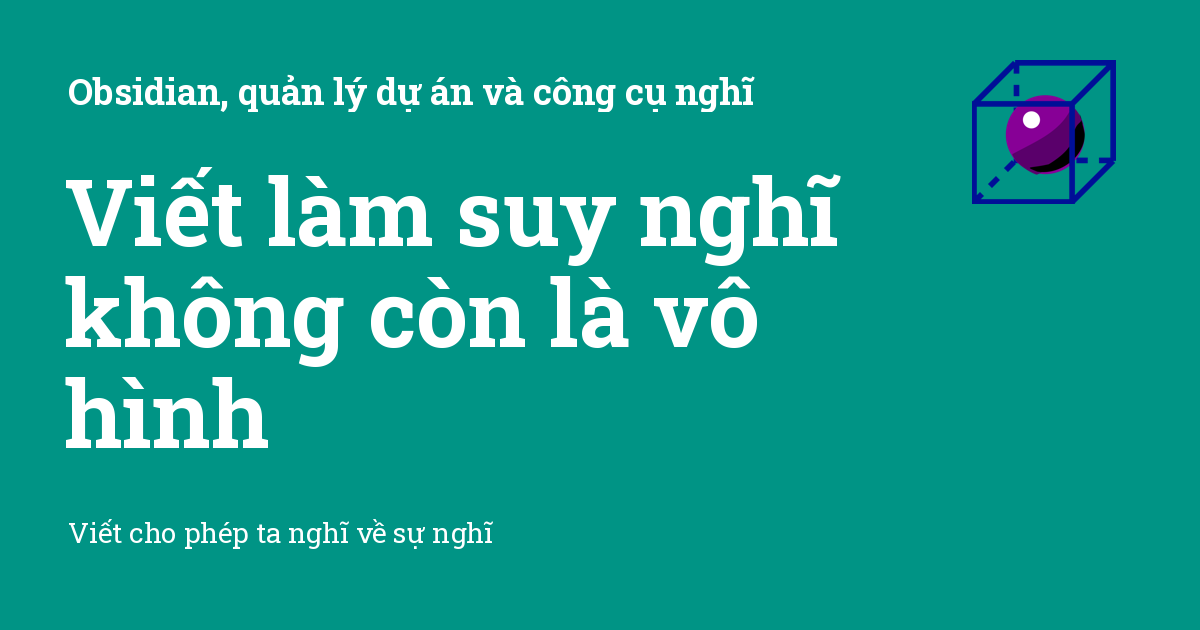 Obsidian, quản lý dự án và công cụ nghĩ
Viết làm suy nghĩ
không còn là vô
hình
Viết cho phép ta nghĩ về sự nghĩ